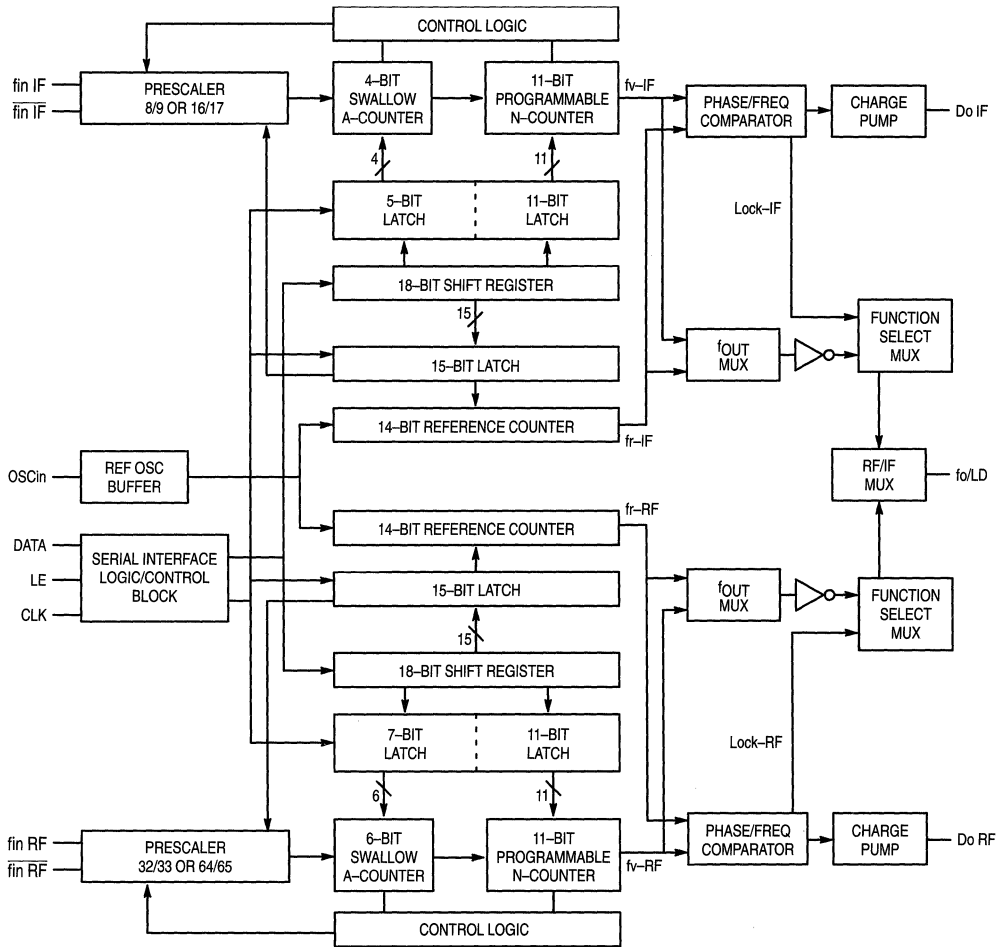 CONTROL LOGIC
fin IF
fin IF
PRESCALER
8/9 OR 16/17
4–BIT
SWALLOW
A–COUNTER
11–BIT
PROGRAMMABLE
N–COUNTER
fv–IF
PHASE/FREQ
COMPARATOR
CHARGE
PUMP
Do IF
4
11
5–BIT
LATCH
11–BIT
LATCH
Lock–IF
18–BIT SHIFT REGISTER
15
15–BIT LATCH
fOUT
MUX
FUNCTION
SELECT
MUX
14–BIT REFERENCE COUNTER
fr–IF
OSCin
REF OSC
BUFFER
RF/IF
MUX
fo/LD
14–BIT REFERENCE COUNTER
fr–RF
DATA
LE
CLK
SERIAL INTERFACE
LOGIC/CONTROL
BLOCK
15–BIT LATCH
15
fOUT
MUX
FUNCTION
SELECT
MUX
18–BIT SHIFT REGISTER
7–BIT
LATCH
11–BIT
LATCH
Lock–RF
6
11
fin RF
fin RF
PRESCALER
32/33 OR 64/65
6–BIT
SWALLOW
A–COUNTER
11–BIT
PROGRAMMABLE
N–COUNTER
fv–RF
PHASE/FREQ
COMPARATOR
CHARGE
PUMP
Do RF
CONTROL LOGIC